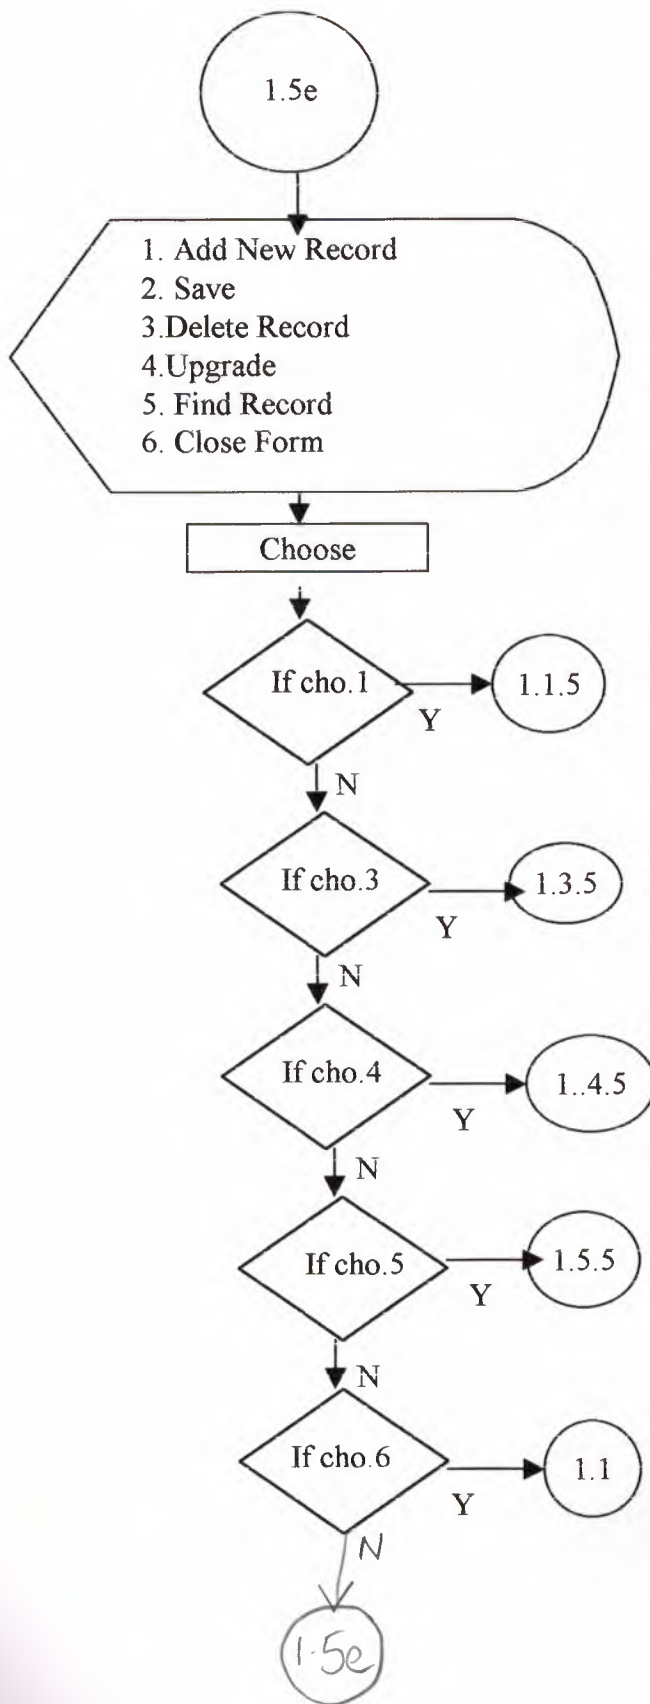 1.5e
1. Add New Record
2. Save
3.Delete Record
4.Upgrade
5. Find Record
6. Close Form
Choose
If cho.1
1.1.5
Y
N
If cho.3
1.3.5
Y
N
If cho.4
1..4.5
Y
N
If cho.5
1.5.5
Y
N
If cho.6
1.1
Y
N
1.5e